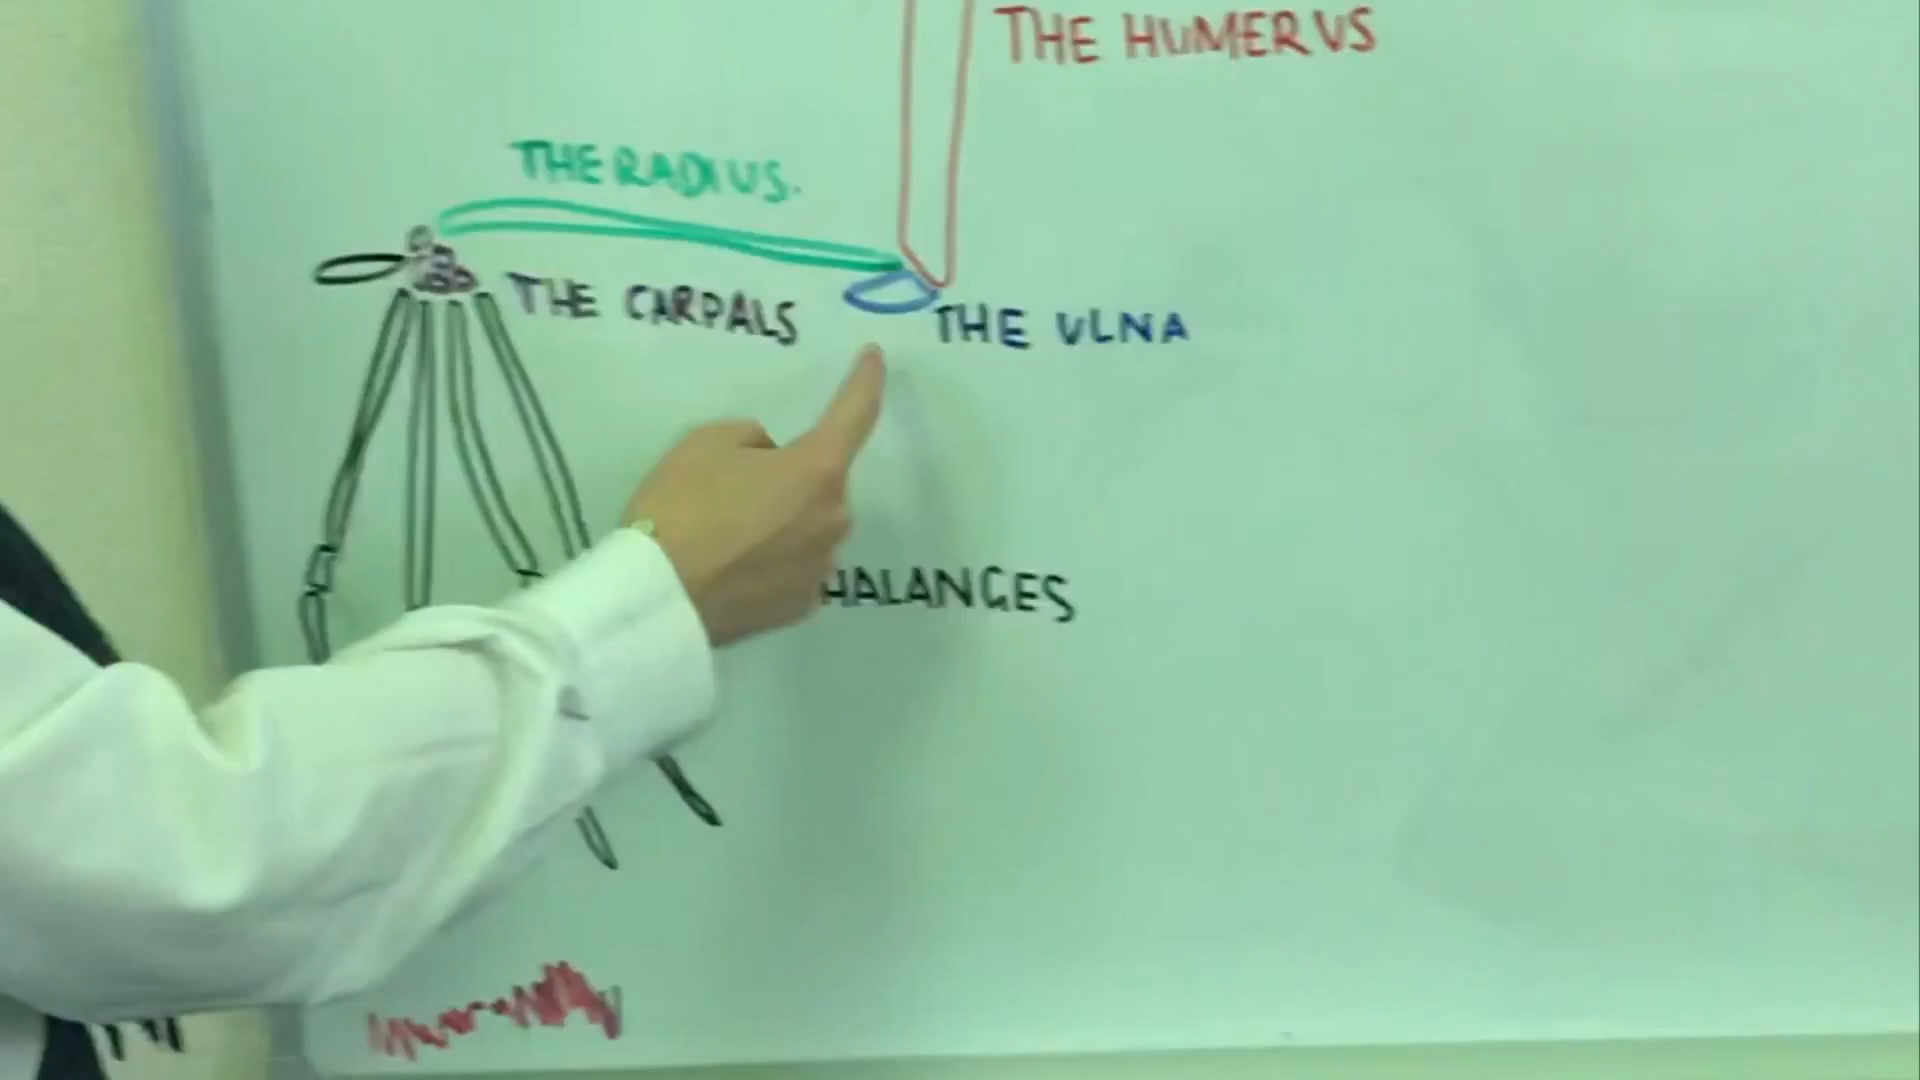 THE HUMERUS
THE RADIUS.
THE CARPALS
THE ULNA
HALANGES